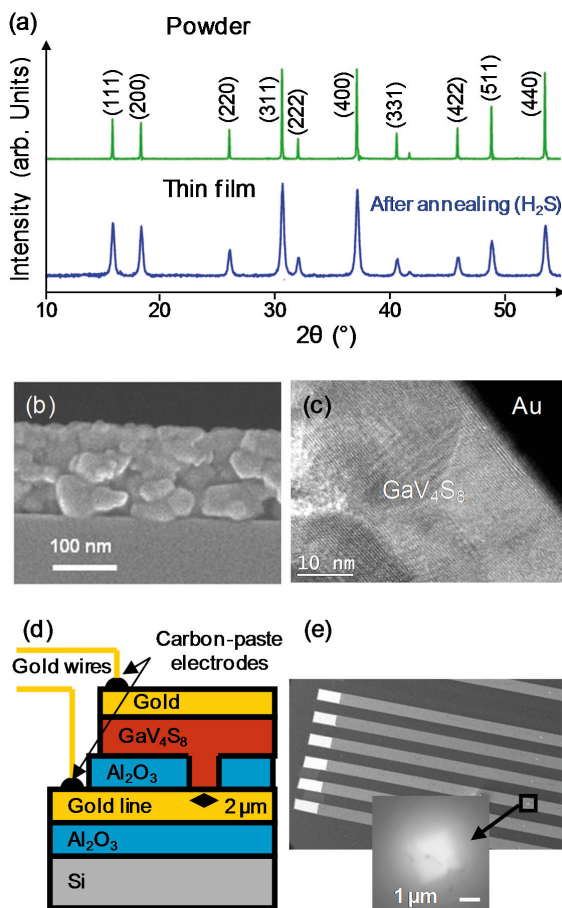 (a)
Powder
(111)
(200)
(220)
(311)
(222)
(400)
(331)
(422)
(511)
(440)
Intensity (arb. Units)
Thin film
After annealing (H₂S)
10
20
30
40
50
2θ (°)
(b)
100 nm
(c)
Au
GaV₄S₈
10 nm
(d)
Carbon-paste
electrodes
Gold wires
Gold
GaV₄S₈
Al₂O₃
Gold line
2 µm
Al₂O₃
Si
(e)
1 µm